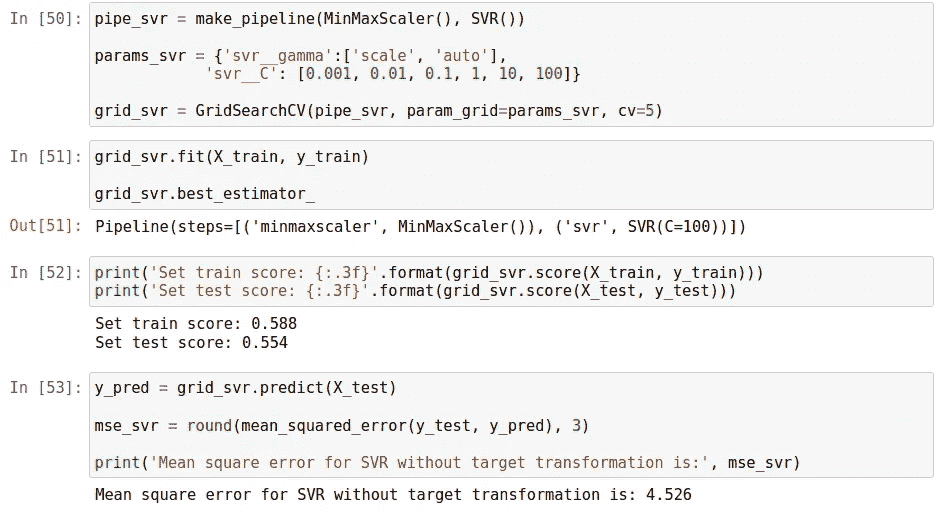 In [50]: pipe_svr = make_pipeline(MinMaxScaler(), SVR())
params_svr = {'svr__gamma':['scale', 'auto'],
'svr__C': [0.001, 0.01, 0.1, 1, 10, 100]}
grid_svr = GridSearchCV(pipe_svr, param_grid=params_svr, cv=5)
In [51]: grid_svr.fit(X_train, y_train)
grid_svr.best_estimator_
Out[51]: Pipeline(steps=[('minmaxscaler', MinMaxScaler()), ('svr', SVR(C=100))])
In [52]: print('Set train score: {:.3f}'.format(grid_svr.score(X_train, y_train)))
print('Set test score: {:.3f}'.format(grid_svr.score(X_test, y_test)))
Set train score: 0.588
Set test score: 0.554
In [53]: y_pred = grid_svr.predict(X_test)
mse_svr = round(mean_squared_error(y_test, y_pred), 3)
print('Mean square error for SVR without target transformation is:', mse_svr)
Mean square error for SVR without target transformation is: 4.526